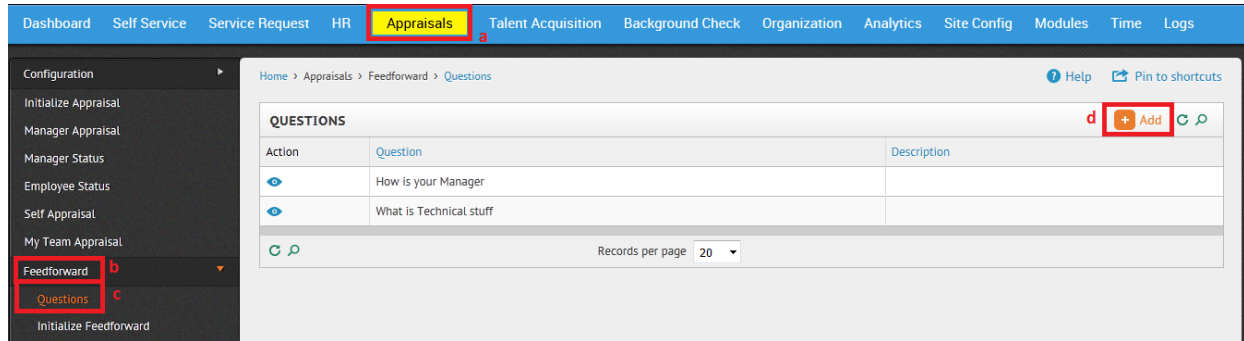 Dashboard Self Service Service Request HR Appraisals a Talent Acquisition Background Check Organization Analytics Site Config Modules Time Logs
Configuration
Initialize Appraisal
Manager Appraisal
Manager Status
Employee Status
Self Appraisal
My Team Appraisal
Feedforward b
Questions c
Initialize Feedforward
Home > Appraisals > Feedforward > Questions
Help Pin to shortcuts
QUESTIONS d + Add
Action Question Description
How is your Manager
What is Technical stuff
Records per page 20